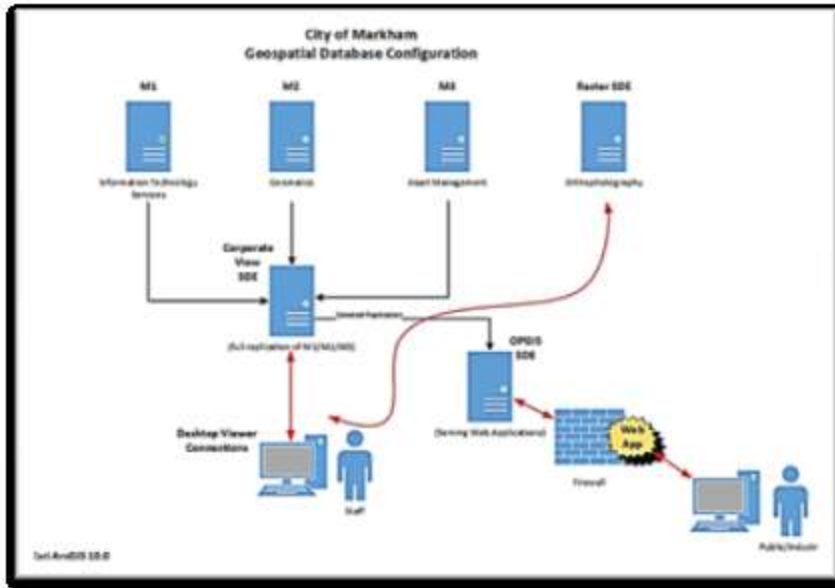 City of Markham
Geospatial Database Configuration
M1
M2
M3
Raster SDE
Information Technology
Services
Geomatics
Asset Management
Orthophotography
Corporate
View
SDE
(full replication of M1/M2/M3)
OPGIS
SDE
(Serving Web Applications)
Desktop Viewer
Connections
Staff
Web
App
Firewall
Public/Industr
Esri ArcGIS 10.0